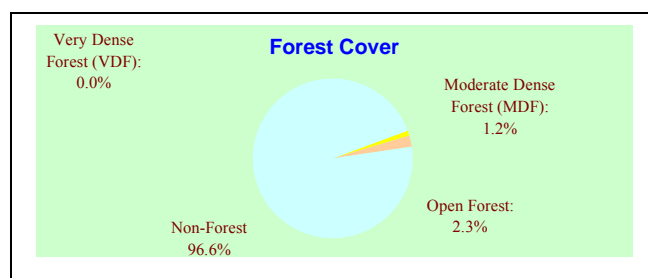 Forest Cover
Very Dense
Forest (VDF):
0.0%
Moderate Dense
Forest (MDF):
1.2%
Open Forest:
2.3%
Non-Forest
96.6%